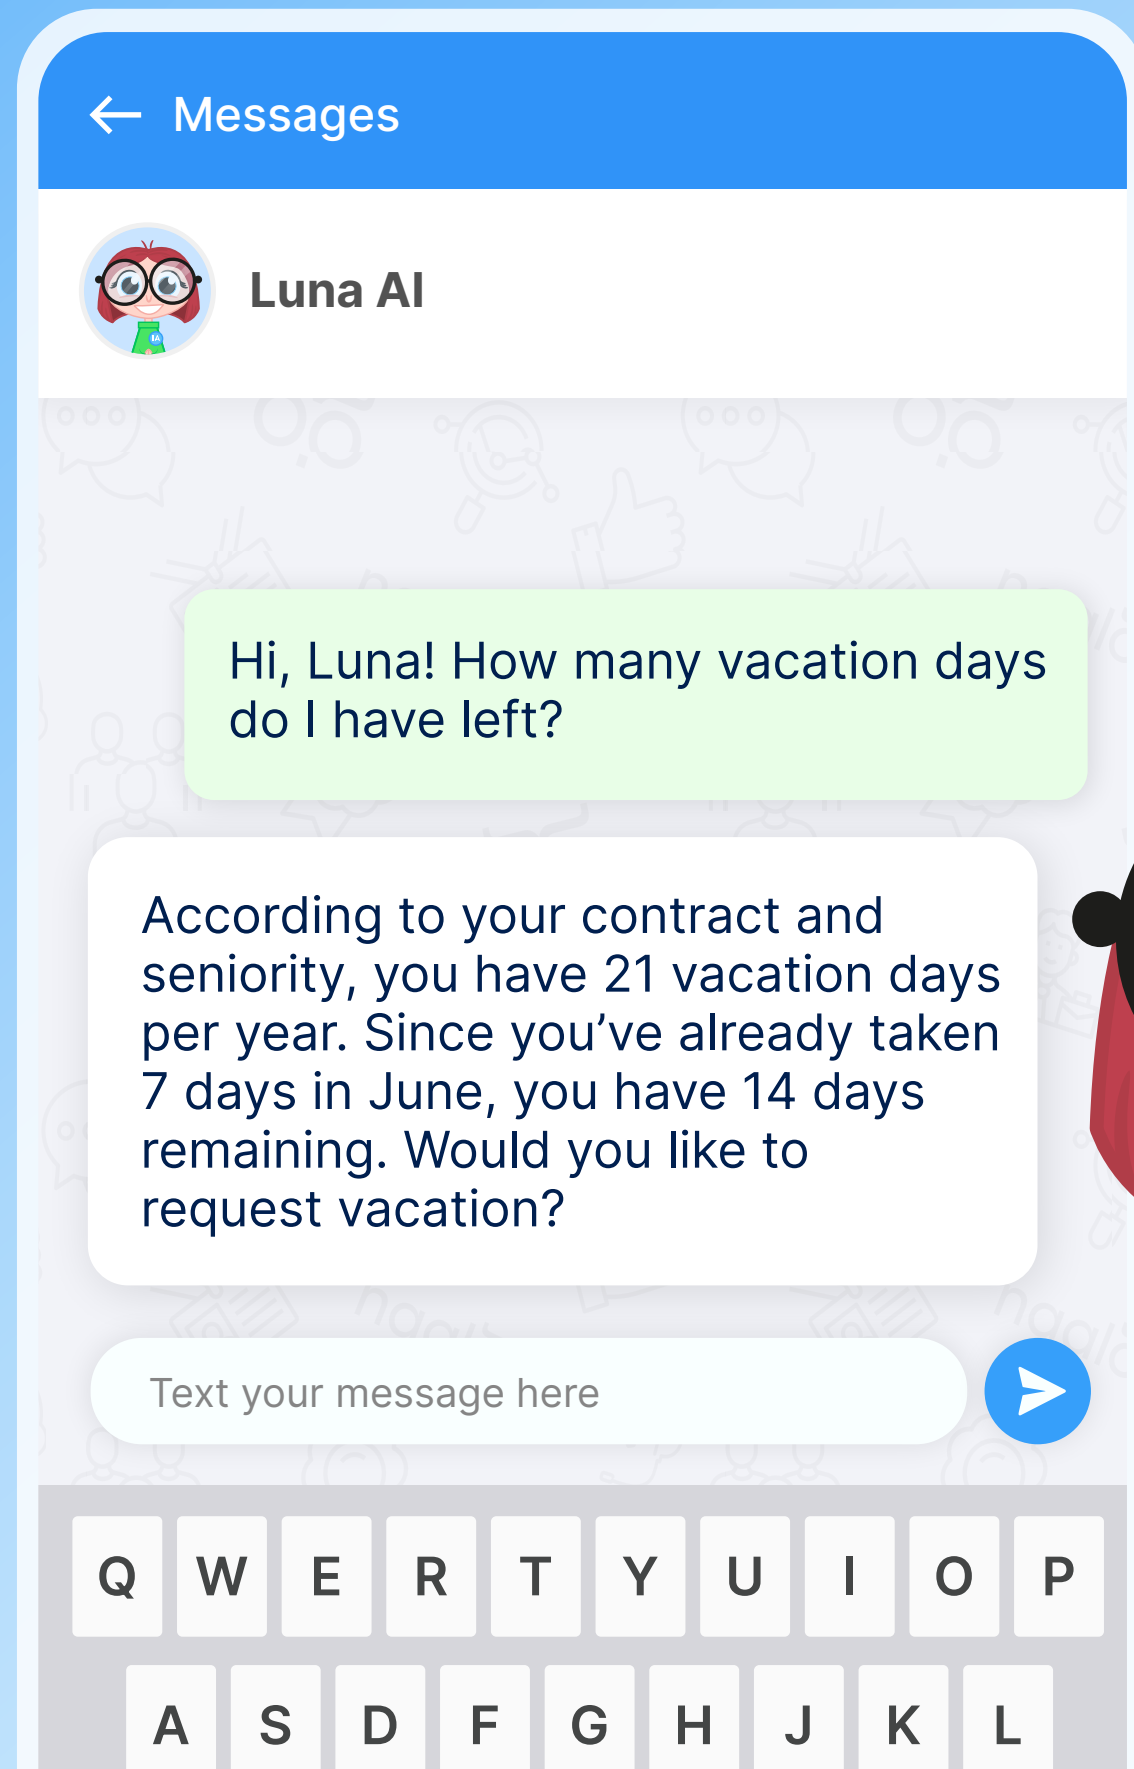 Messages
Luna AI
Hi, Luna! How many vacation days
do I have left?
According to your contract and
seniority, you have 21 vacation days
per year. Since you’ve already taken
7 days in June, you have 14 days
remaining. Would you like to
request vacation?
Text your message here
Q W E R T Y U I O P
A S D F G H J K L